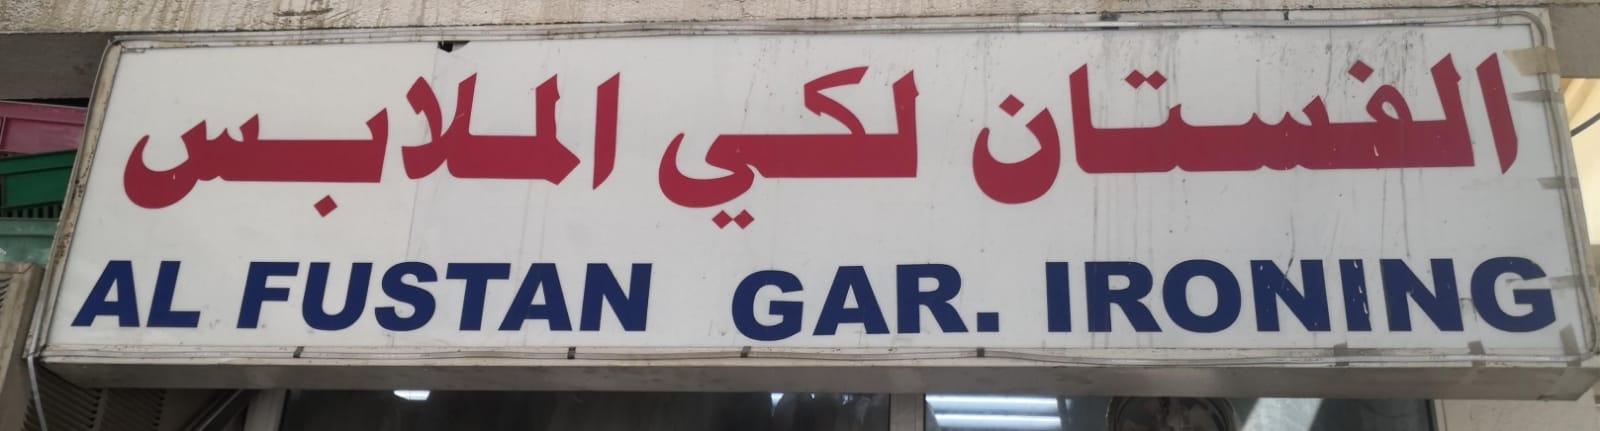 الفستان لكي الملابس
AL FUSTAN GAR. IRONING